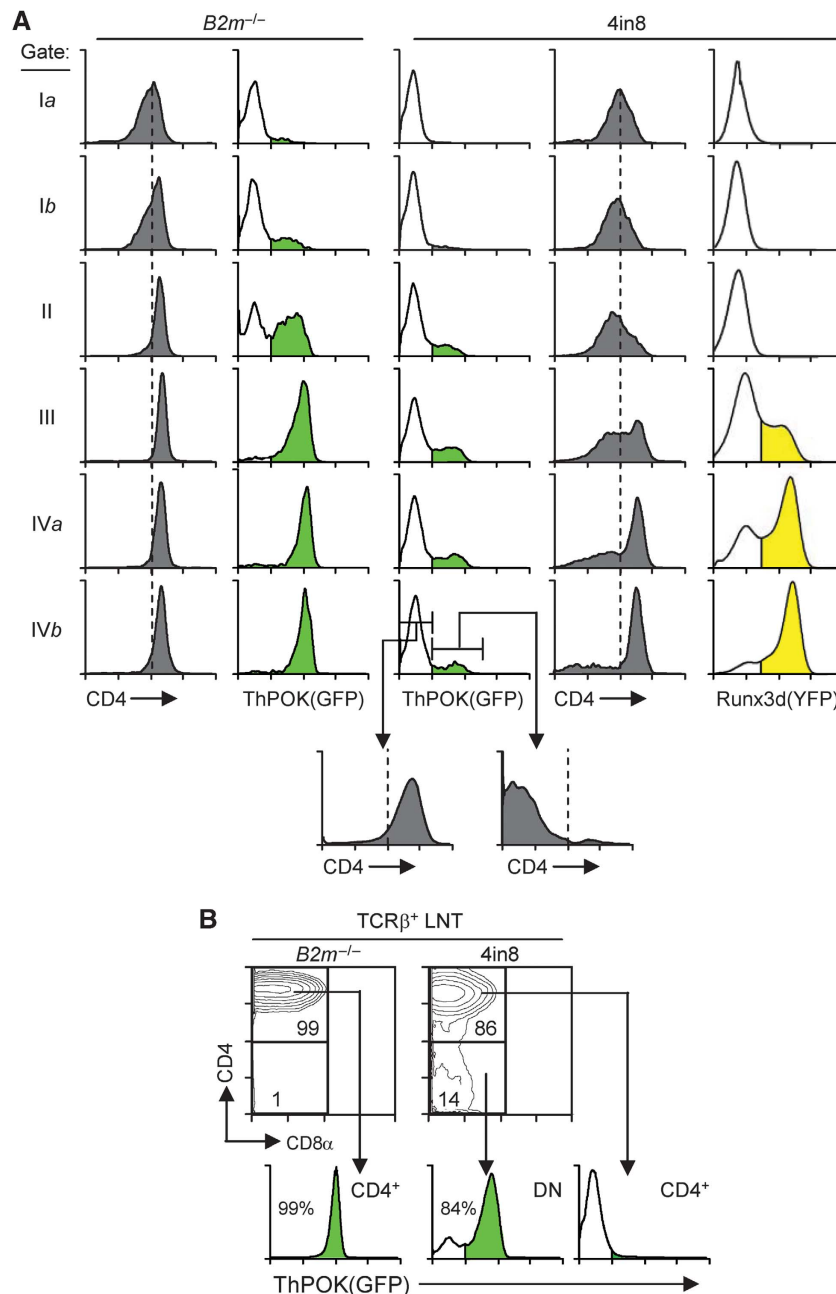 A
B2m–/–
4in8
Gate:
Ia
Ib
II
III
IVa
IVb
CD4
ThPOK(GFP)
ThPOK(GFP)
CD4
Runx3d(YFP)
CD4
CD4
B
TCRβ+ LNT
B2m–/–
4in8
99
86
1
14
CD4
CD8α
99%
CD4+
84%
DN
CD4+
ThPOK(GFP)